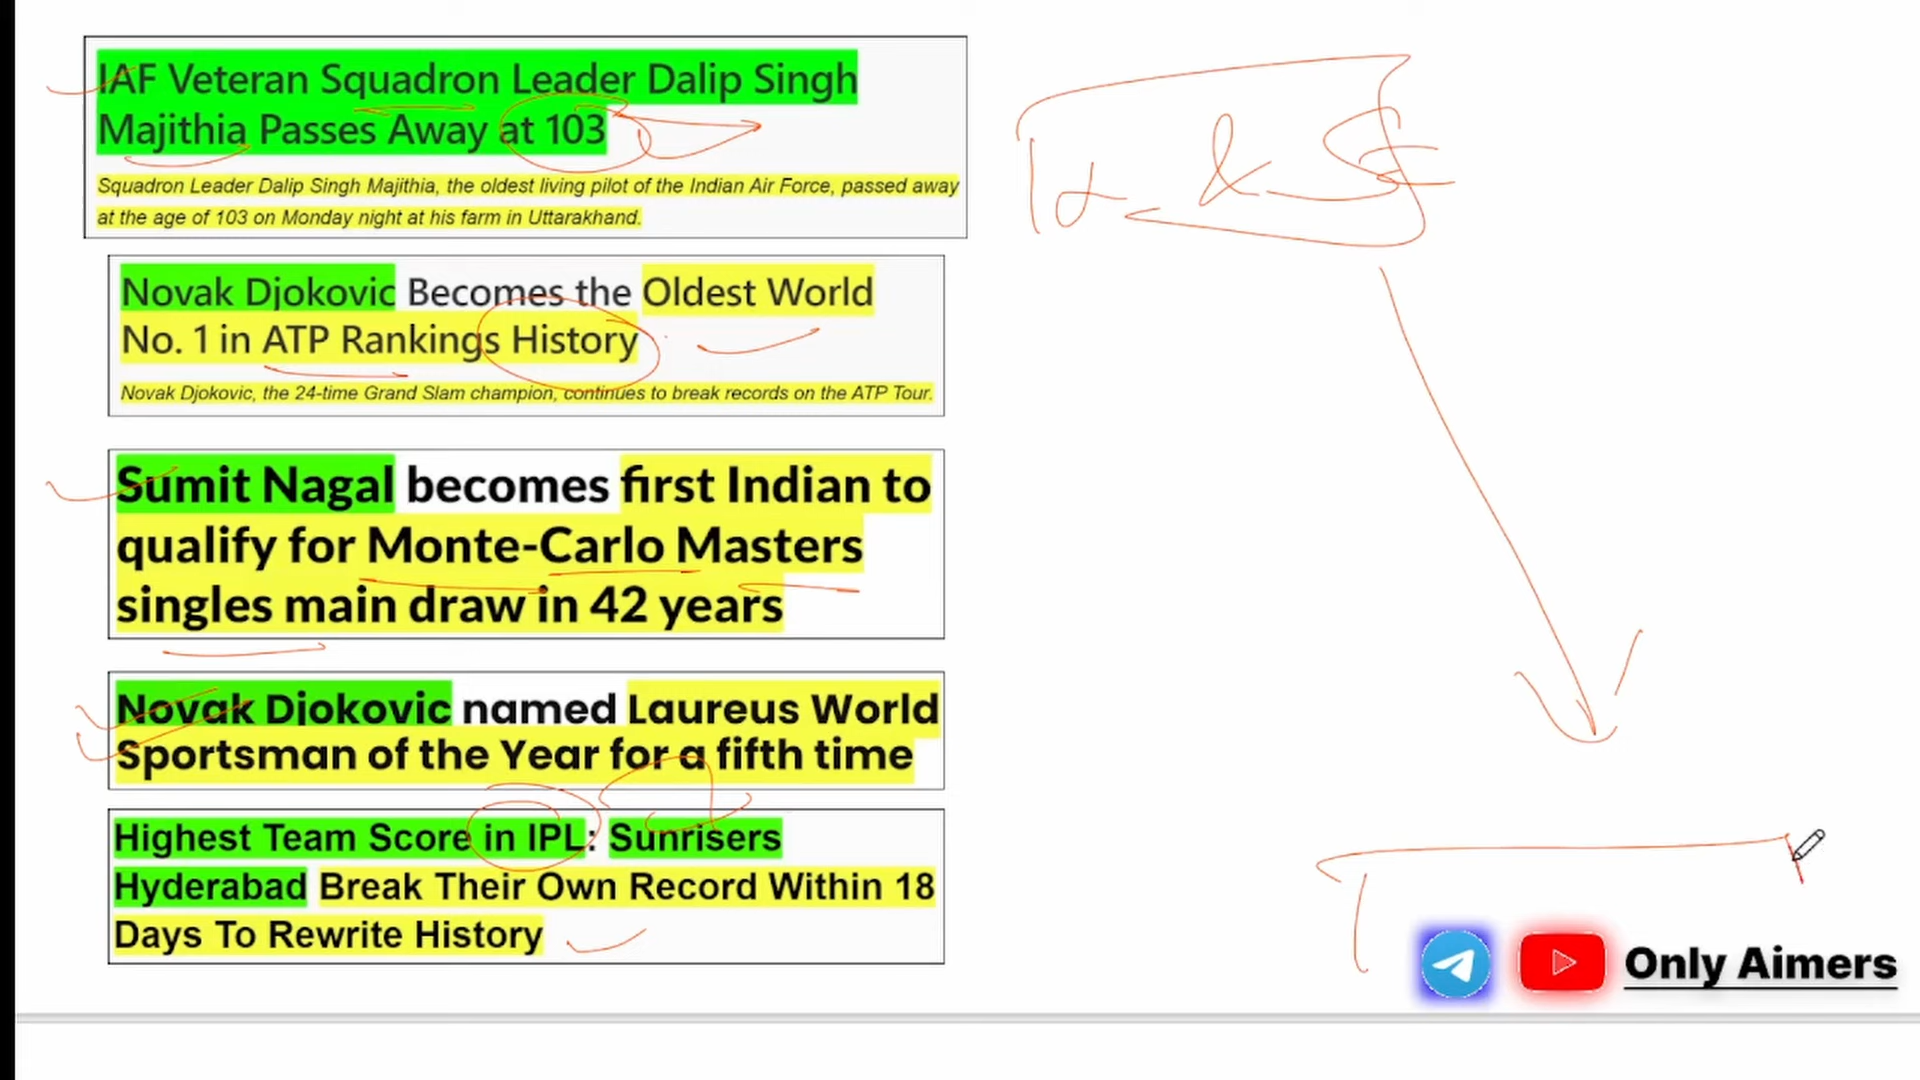 IAF Veteran Squadron Leader Dalip Singh
Majithia Passes Away at 103
Squadron Leader Dalip Singh Majithia, the oldest living pilot of the Indian Air Force, passed away
at the age of 103 on Monday night at his farm in Uttarakhand.
Novak Djokovic Becomes the Oldest World
No. 1 in ATP Rankings History
Novak Djokovic, the 24-time Grand Slam champion, continues to break records on the ATP Tour.
Sumit Nagal becomes first Indian to
qualify for Monte-Carlo Masters
singles main draw in 42 years
Novak Djokovic named Laureus World
Sportsman of the Year for a fifth time
Highest Team Score in IPL: Sunrisers
Hyderabad Break Their Own Record Within 18
Days To Rewrite History
Only Aimers